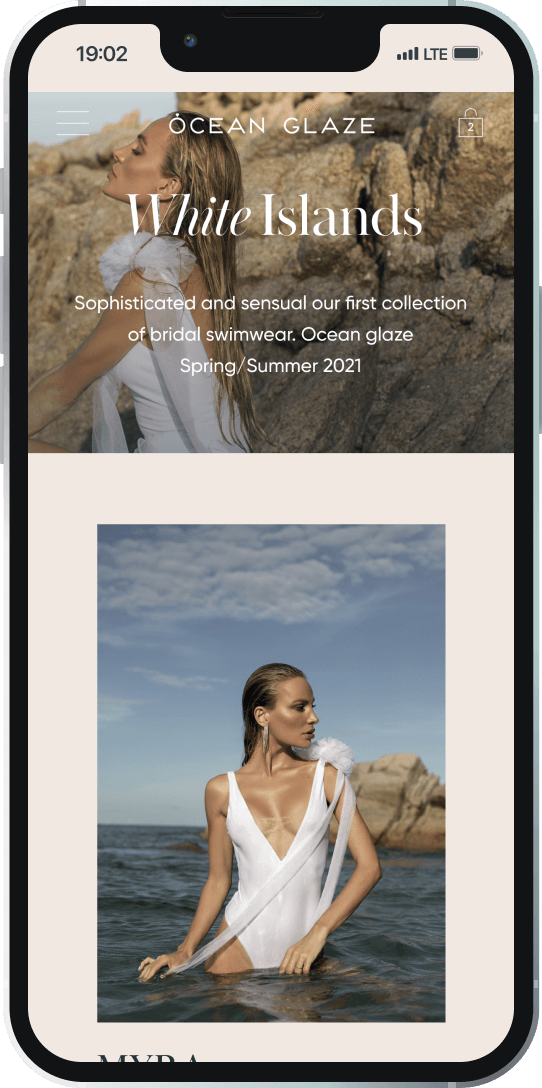 19:02
LTE
OCEAN GLAZE
2
White Islands
Sophisticated and sensual our first collection
of bridal swimwear. Ocean glaze
Spring/Summer 2021
MYRA